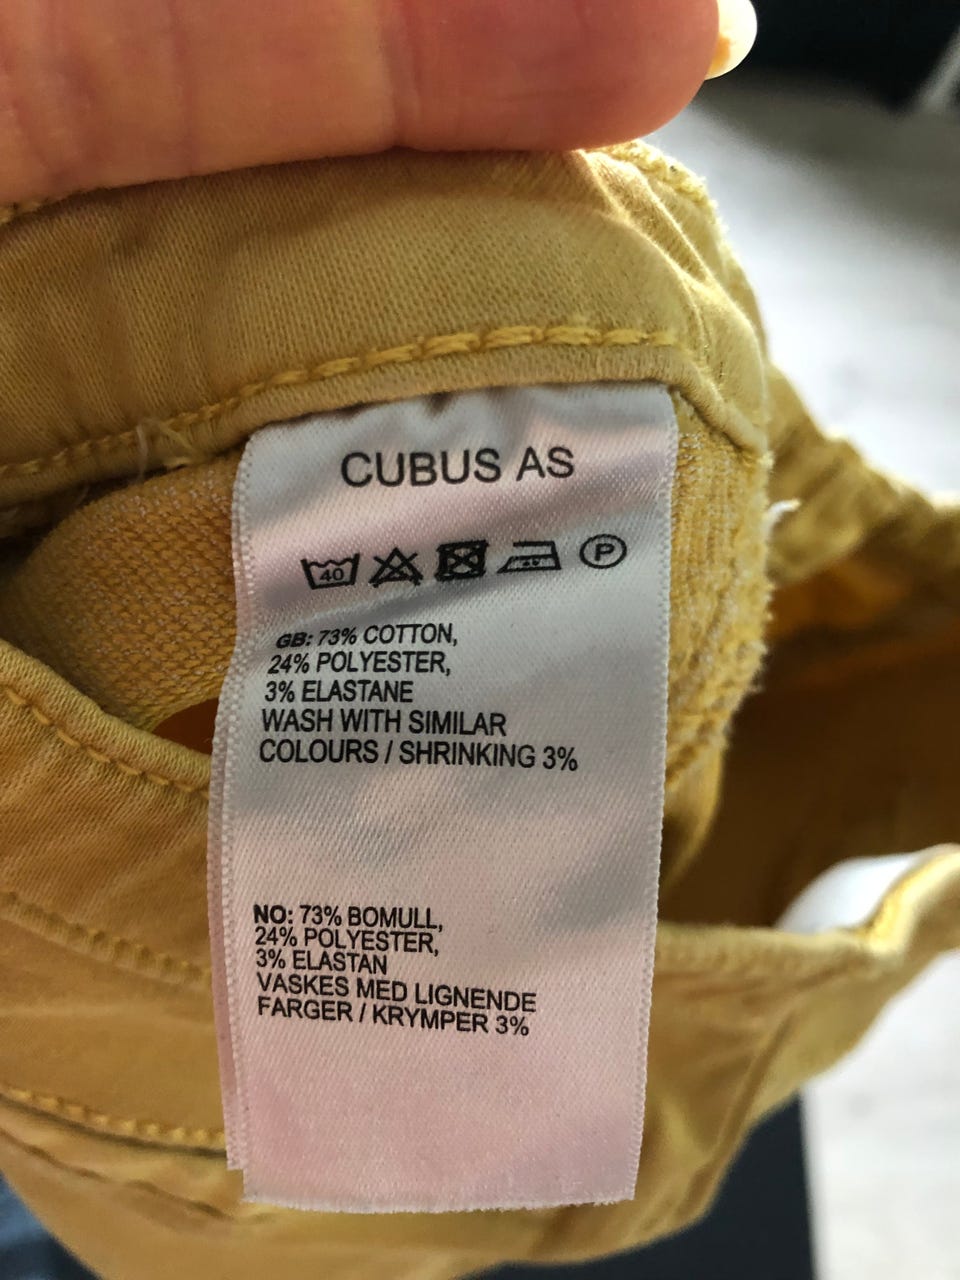 CUBUS AS
40 P
GB: 73% COTTON,
24% POLYESTER,
3% ELASTANE
WASH WITH SIMILAR
COLOURS / SHRINKING 3%
NO: 73% BOMULL,
24% POLYESTER,
3% ELASTAN
VASKES MED LIGNENDE
FARGER / KRYMPER 3%